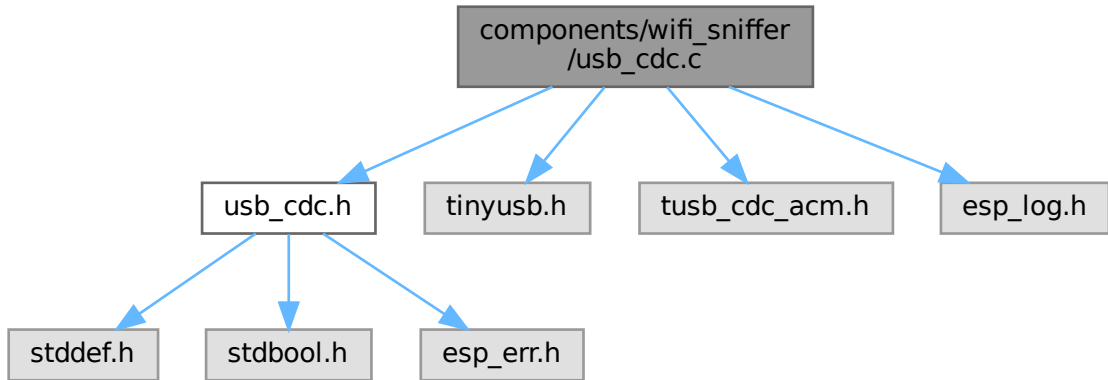 components/wifi_sniffer
/usb_cdc.c
usb_cdc.h
tinyusb.h
tusb_cdc_acm.h
esp_log.h
stddef.h
stdbool.h
esp_err.h